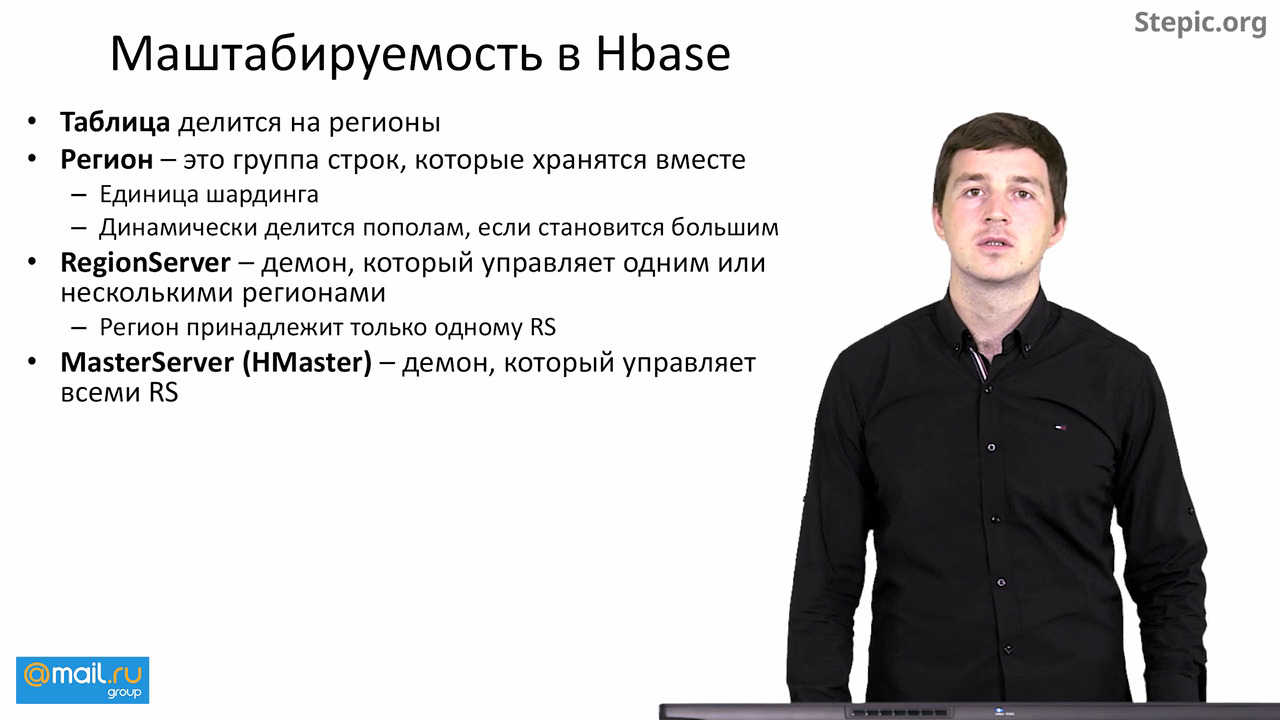 Stepic.org
Маштабируемость в Hbase
• Таблица делится на регионы
• Регион – это группа строк, которые хранятся вместе
– Единица шардинга
– Динамически делится пополам, если становится большим
• RegionServer – демон, который управляет одним или
несколькими регионами
– Регион принадлежит только одному RS
• MasterServer (HMaster) – демон, который управляет
всеми RS
@mail.ru
group